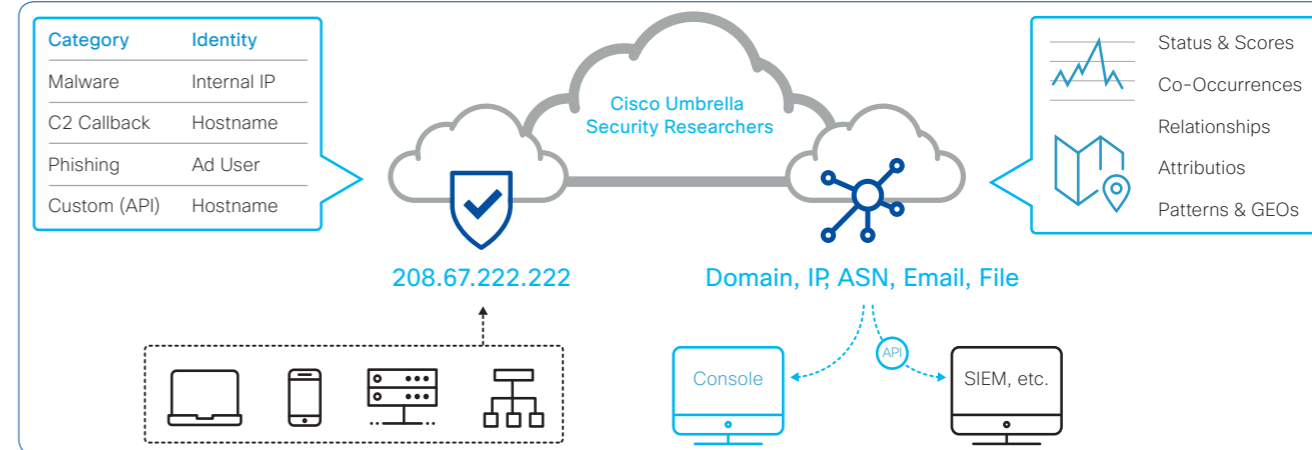 Category Identity
Malware Internal IP
C2 Callback Hostname
Phishing Ad User
Custom (API) Hostname
Cisco Umbrella
Security Researchers
Status & Scores
Co-Occurrences
Relationships
Attributios
Patterns & GEOs
208.67.222.222
Domain, IP, ASN, Email, File
API
Console
SIEM, etc.